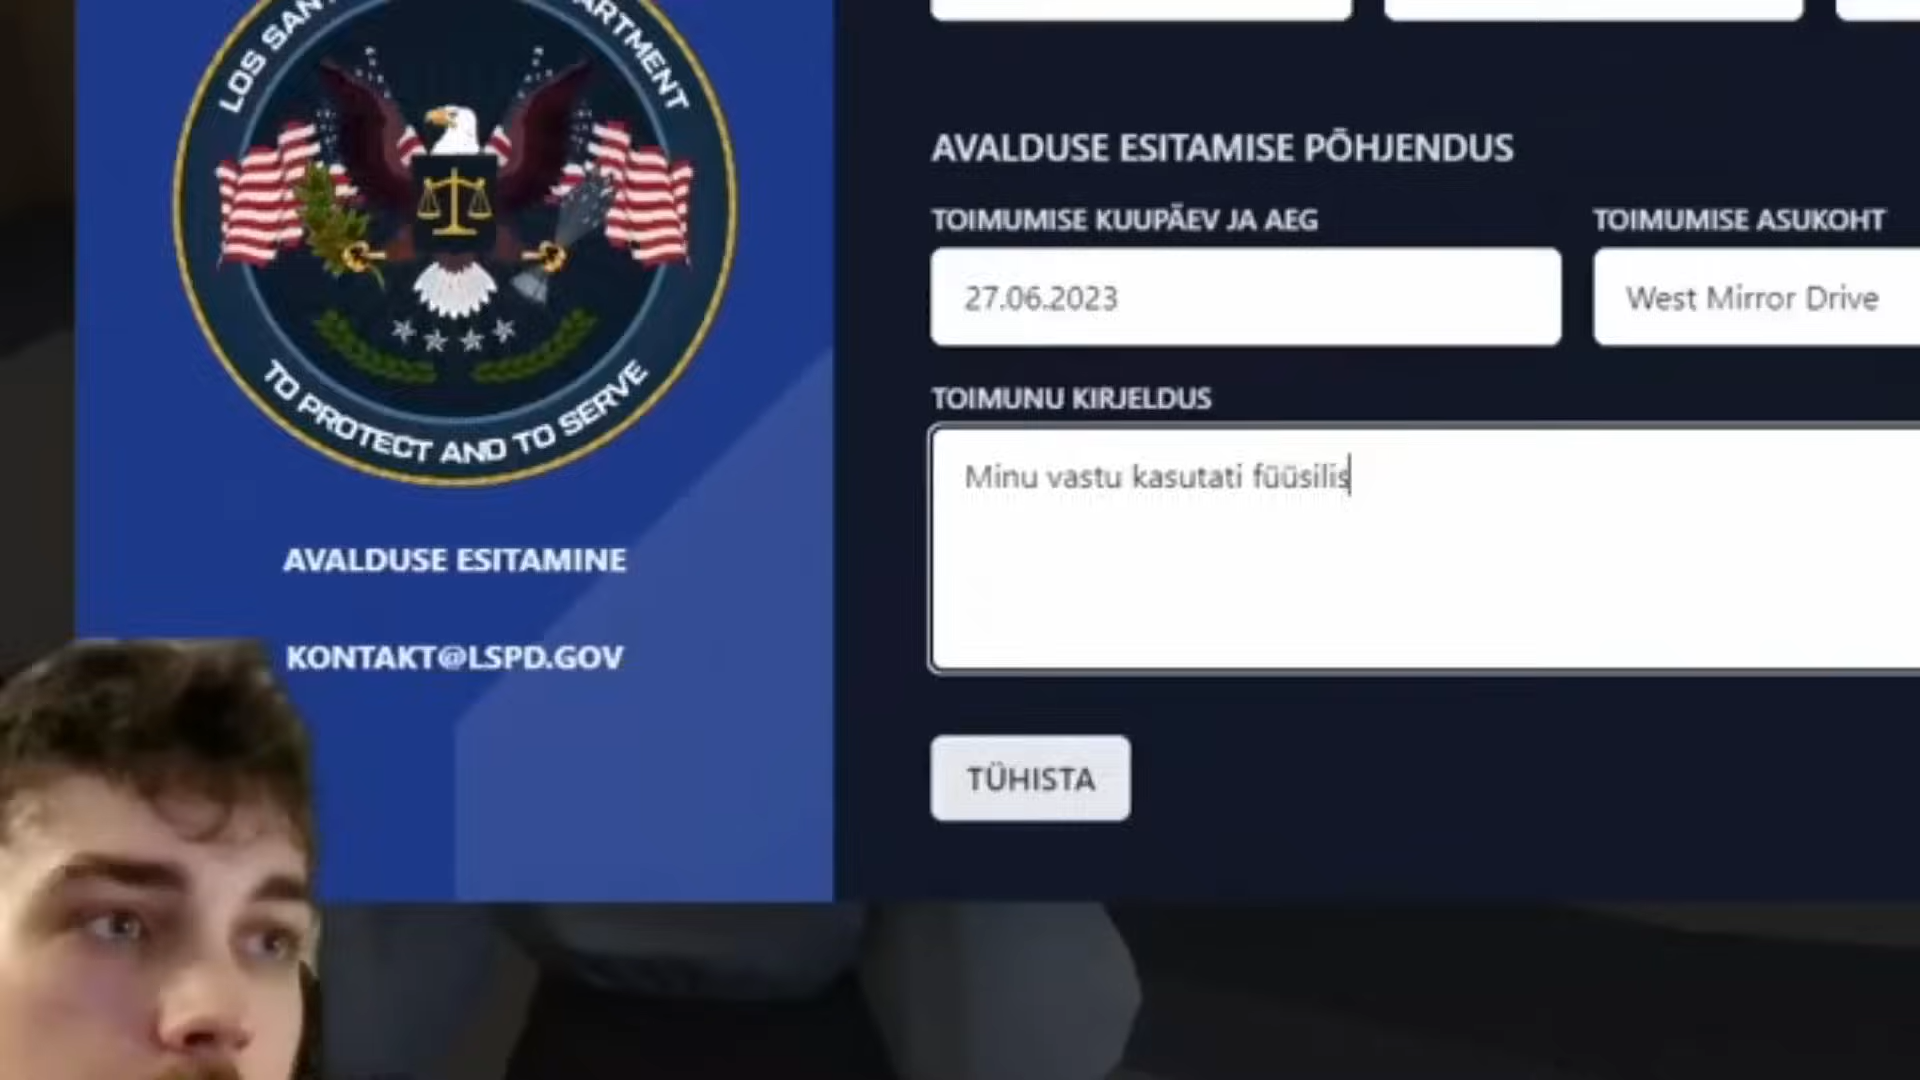 LOS SAN
ARTMENT
TO PROTECT AND TO SERVE
AVALDUSE ESITAMINE
KONTAKT@LSPD.GOV
AVALDUSE ESITAMISE PÕHJENDUS
TOIMUMISE KUUPÄEV JA AEG
TOIMUMISE ASUKOHT
27.06.2023
West Mirror Drive
TOIMUNU KIRJELDUS
Minu vastu kasutati füüsilis
TÜHISTA